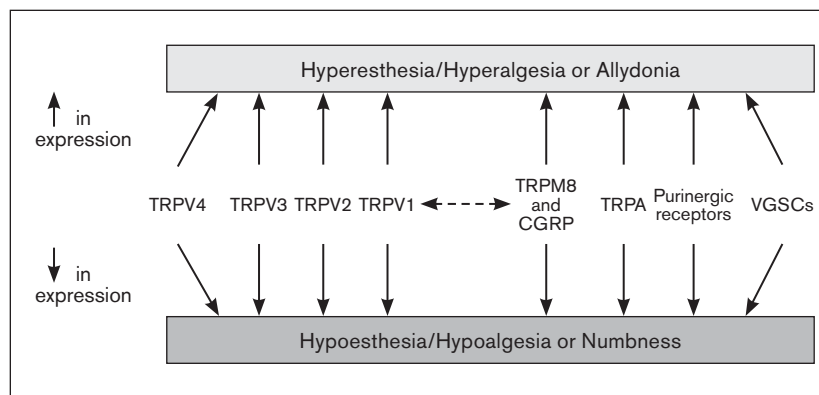 Hyperesthesia/Hyperalgesia or Allydonia
in
expression
TRPV4
TRPV3
TRPV2
TRPV1
TRPM8
and
CGRP
TRPA
Purinergic
receptors
VGSCs
in
expression
Hypoesthesia/Hypoalgesia or Numbness